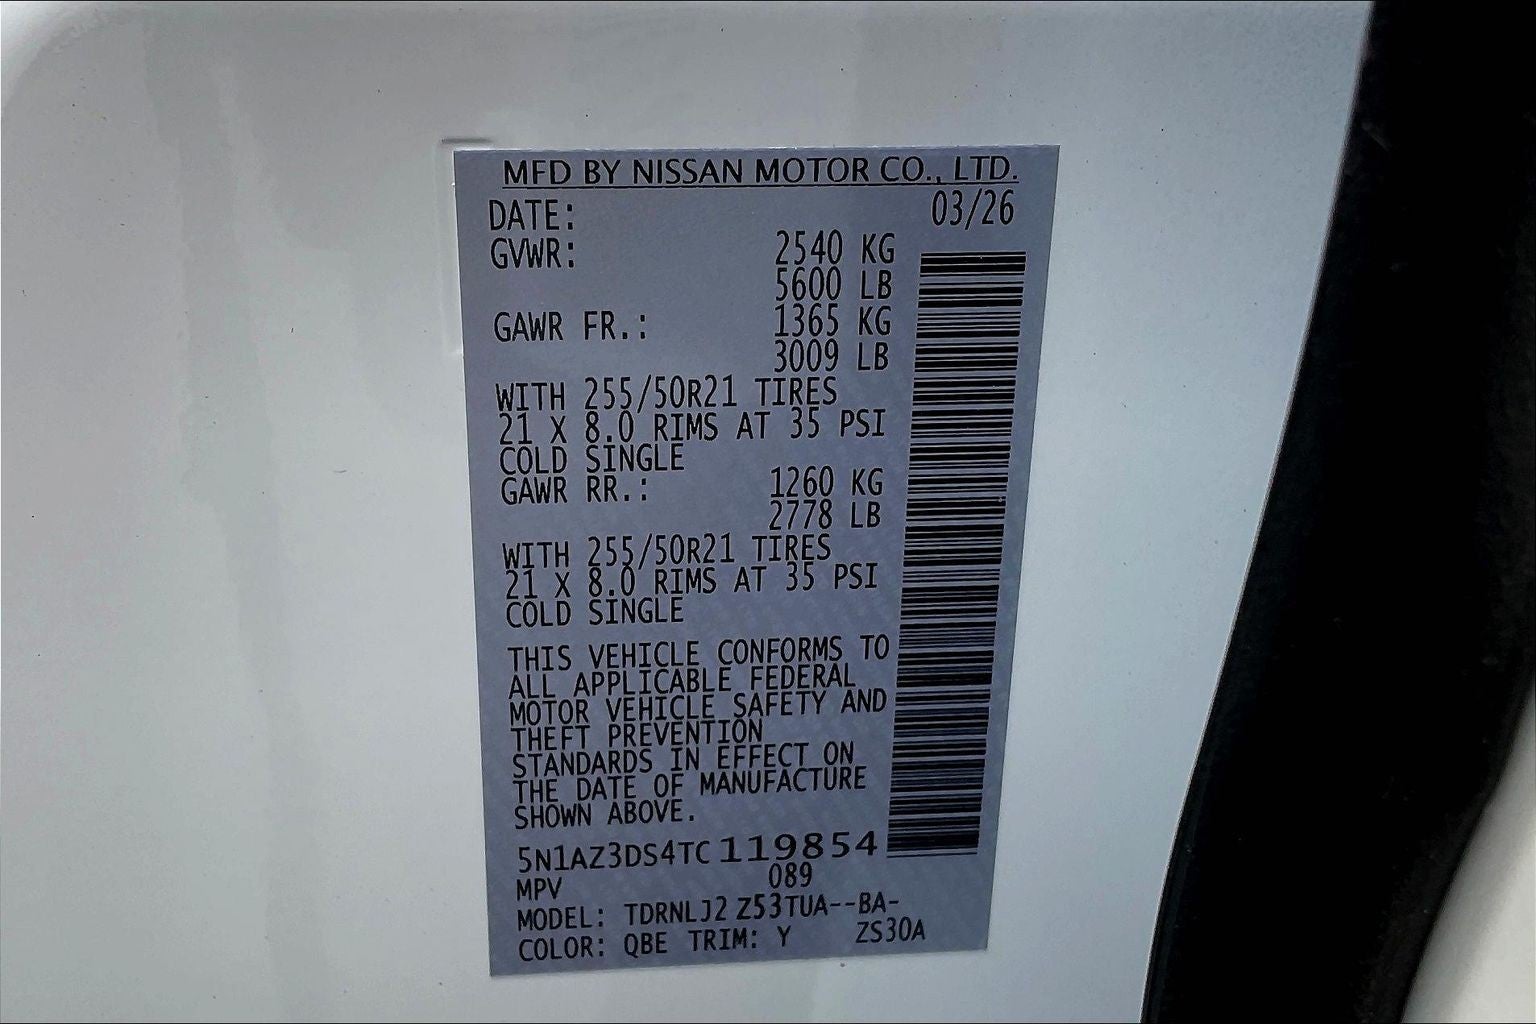 MFD BY NISSAN MOTOR CO., LTD.
DATE: 03/26
GVWR: 2540 KG
5600 LB
GAWR FR.: 1365 KG
3009 LB
WITH 255/50R21 TIRES
21 X 8.0 RIMS AT 35 PSI
COLD SINGLE
GAWR RR.: 1260 KG
2778 LB
WITH 255/50R21 TIRES
21 X 8.0 RIMS AT 35 PSI
COLD SINGLE
THIS VEHICLE CONFORMS TO
ALL APPLICABLE FEDERAL
MOTOR VEHICLE SAFETY AND
THEFT PREVENTION
STANDARDS IN EFFECT ON
THE DATE OF MANUFACTURE
SHOWN ABOVE.
5N1AZ3DS4TC119854
MPV 089
MODEL: TDRNLJ2 Z53TUA--BA-
COLOR: QBE TRIM: Y ZS30A